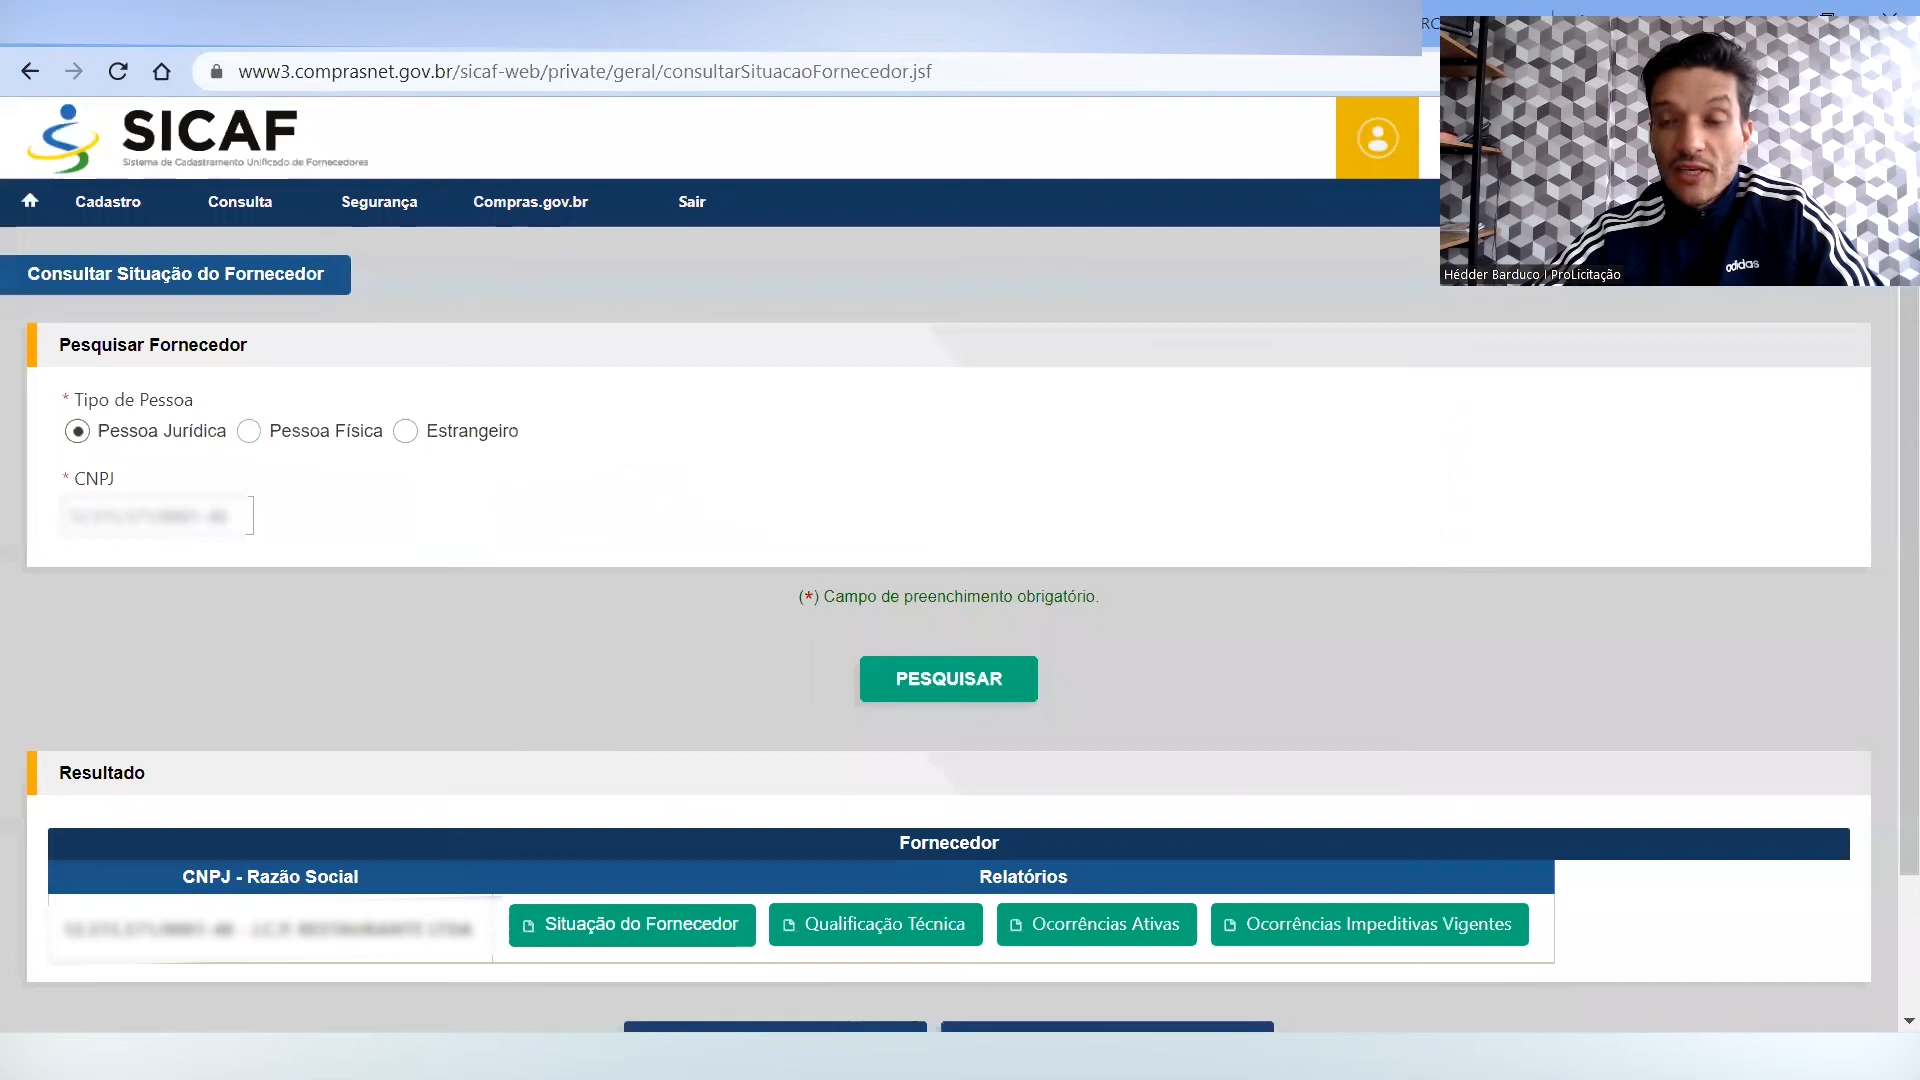 RC
www3.comprasnet.gov.br/sicaf-web/private/geral/consultarSituacaoFornecedor.jsf
SICAF
Sistema de Cadastramento Unificado de Fornecedores
Cadastro Consulta Segurança Compras.gov.br Sair
adidas
Hédder Barduco | ProLicitação
Consultar Situação do Fornecedor
Pesquisar Fornecedor
* Tipo de Pessoa
Pessoa Jurídica Pessoa Física Estrangeiro
* CNPJ
(*) Campo de preenchimento obrigatório.
PESQUISAR
Resultado
Fornecedor
CNPJ - Razão Social Relatórios
Situação do Fornecedor Qualificação Técnica Ocorrências Ativas Ocorrências Impeditivas Vigentes